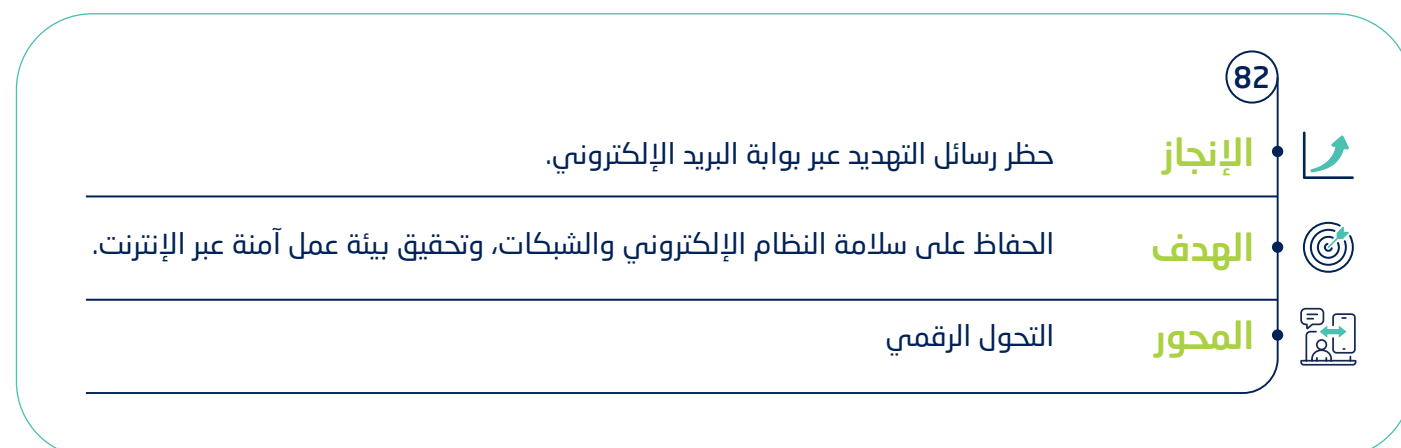 82
الإنجاز
حظر رسائل التهديد عبر بوابة البريد الإلكتروني.
الهدف
الحفاظ على سلامة النظام الإلكتروني والشبكات، وتحقيق بيئة عمل آمنة عبر الإنترنت.
المحور
التحول الرقمي